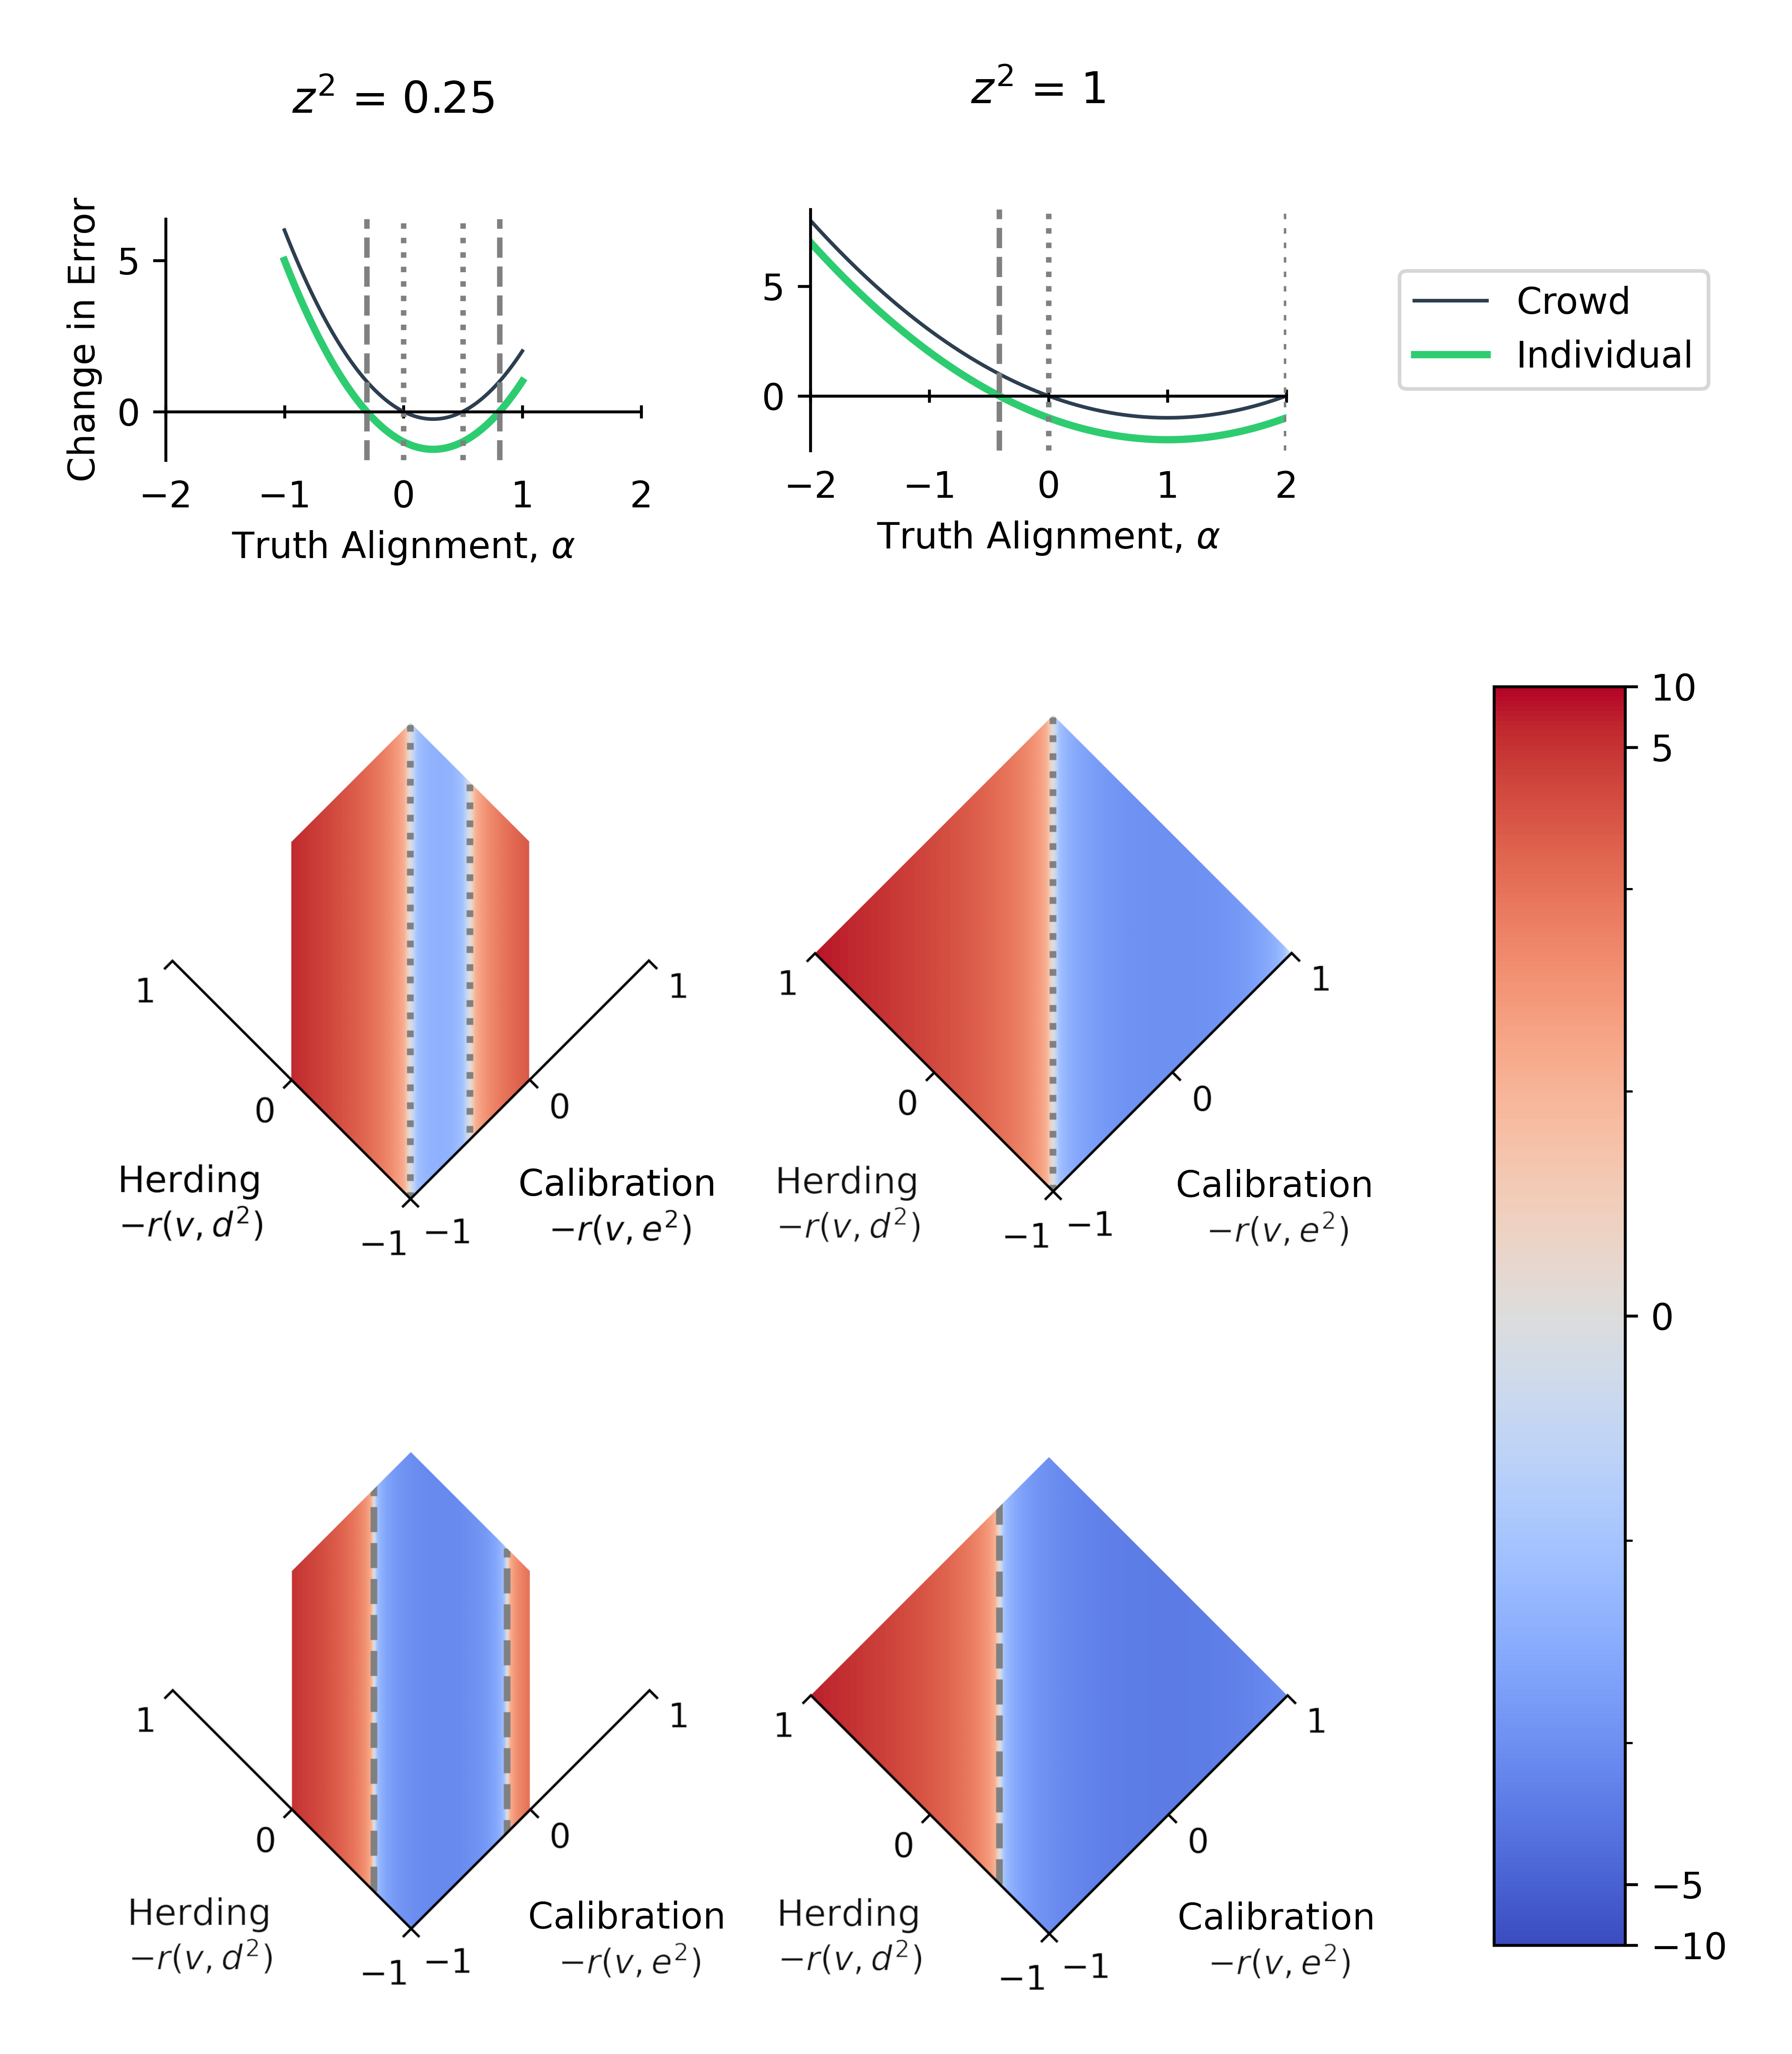 z² = 0.25
z² = 1
Change in Error
5
0
−2 −1 0 1 2
Truth Alignment, α
5
0
−2 −1 0 1 2
Truth Alignment, α
Crowd
Individual
1
1
0
0
Herding
−r(v, d²)
Calibration
−r(v, e²)
−1 −1
1
1
0
0
Herding
−r(v, d²)
Calibration
−r(v, e²)
−1 −1
1
1
0
0
Herding
−r(v, d²)
Calibration
−r(v, e²)
−1 −1
1
1
0
0
Herding
−r(v, d²)
Calibration
−r(v, e²)
−1 −1
10
5
0
−5
−10